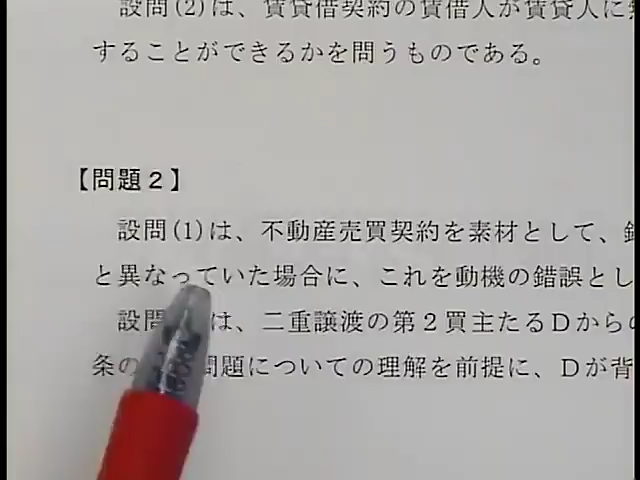 設問(2)は、賃貸借契約の賃借人が賃貸人に
することができるかを問うものである。
【問題２】
設問(1)は、不動産売買契約を素材として、
と異なっていた場合に、これを動機の錯誤とし
設問 は、二重譲渡の第２買主たるＤからの
条の 問題についての理解を前提に、Ｄが背